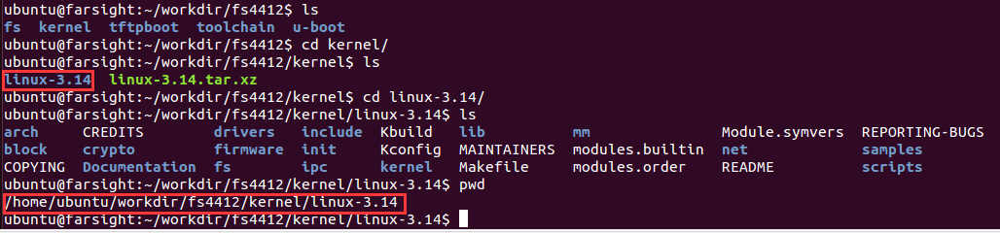 ubuntu@farsight:~/workdir/fs4412$ ls
fs  kernel  tftpboot  toolchain  u-boot
ubuntu@farsight:~/workdir/fs4412$ cd kernel/
ubuntu@farsight:~/workdir/fs4412/kernel$ ls
linux-3.14  linux-3.14.tar.xz
ubuntu@farsight:~/workdir/fs4412/kernel$ cd linux-3.14/
ubuntu@farsight:~/workdir/fs4412/kernel/linux-3.14$ ls
arch     CREDITS        drivers   include  Kbuild   lib          mm               Module.symvers  REPORTING-BUGS
block    crypto         firmware  init     Kconfig  MAINTAINERS  modules.builtin  net             samples
COPYING  Documentation  fs        ipc      kernel   Makefile     modules.order    README          scripts
ubuntu@farsight:~/workdir/fs4412/kernel/linux-3.14$ pwd
/home/ubuntu/workdir/fs4412/kernel/linux-3.14
ubuntu@farsight:~/workdir/fs4412/kernel/linux-3.14$